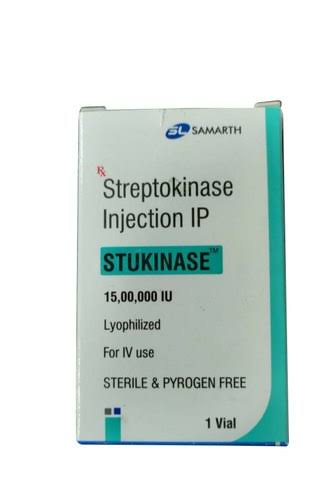 SL SAMARTH
Rx
Streptokinase
Injection IP
STUKINASE™
15,00,000 IU
Lyophilized
For IV use
STERILE & PYROGEN FREE
1 Vial